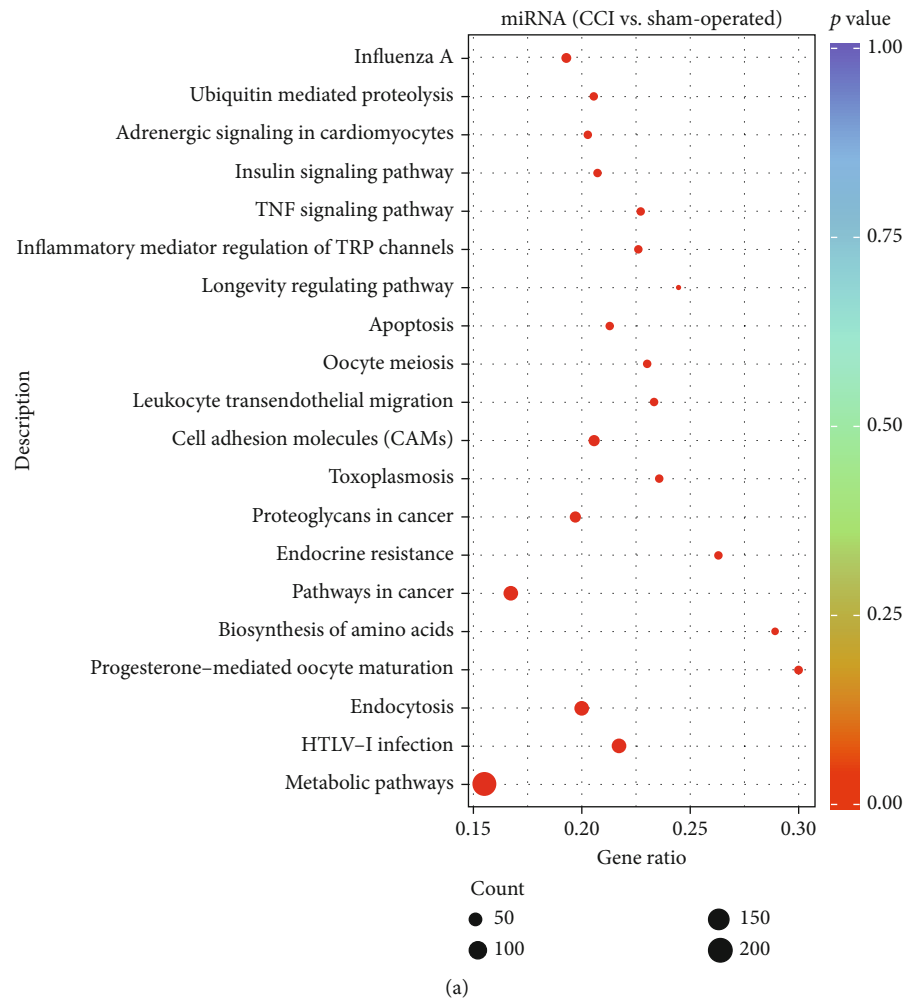 miRNA (CCI vs. sham-operated)
p value
Influenza A
Ubiquitin mediated proteolysis
Adrenergic signaling in cardiomyocytes
Insulin signaling pathway
TNF signaling pathway
Inflammatory mediator regulation of TRP channels
Longevity regulating pathway
Apoptosis
Oocyte meiosis
Leukocyte transendothelial migration
Cell adhesion molecules (CAMs)
Toxoplasmosis
Proteoglycans in cancer
Endocrine resistance
Pathways in cancer
Biosynthesis of amino acids
Progesterone–mediated oocyte maturation
Endocytosis
HTLV–I infection
Metabolic pathways
Description
1.00
0.75
0.50
0.25
0.00
0.15 0.20 0.25 0.30
Gene ratio
Count
50 150
100 200
(a)